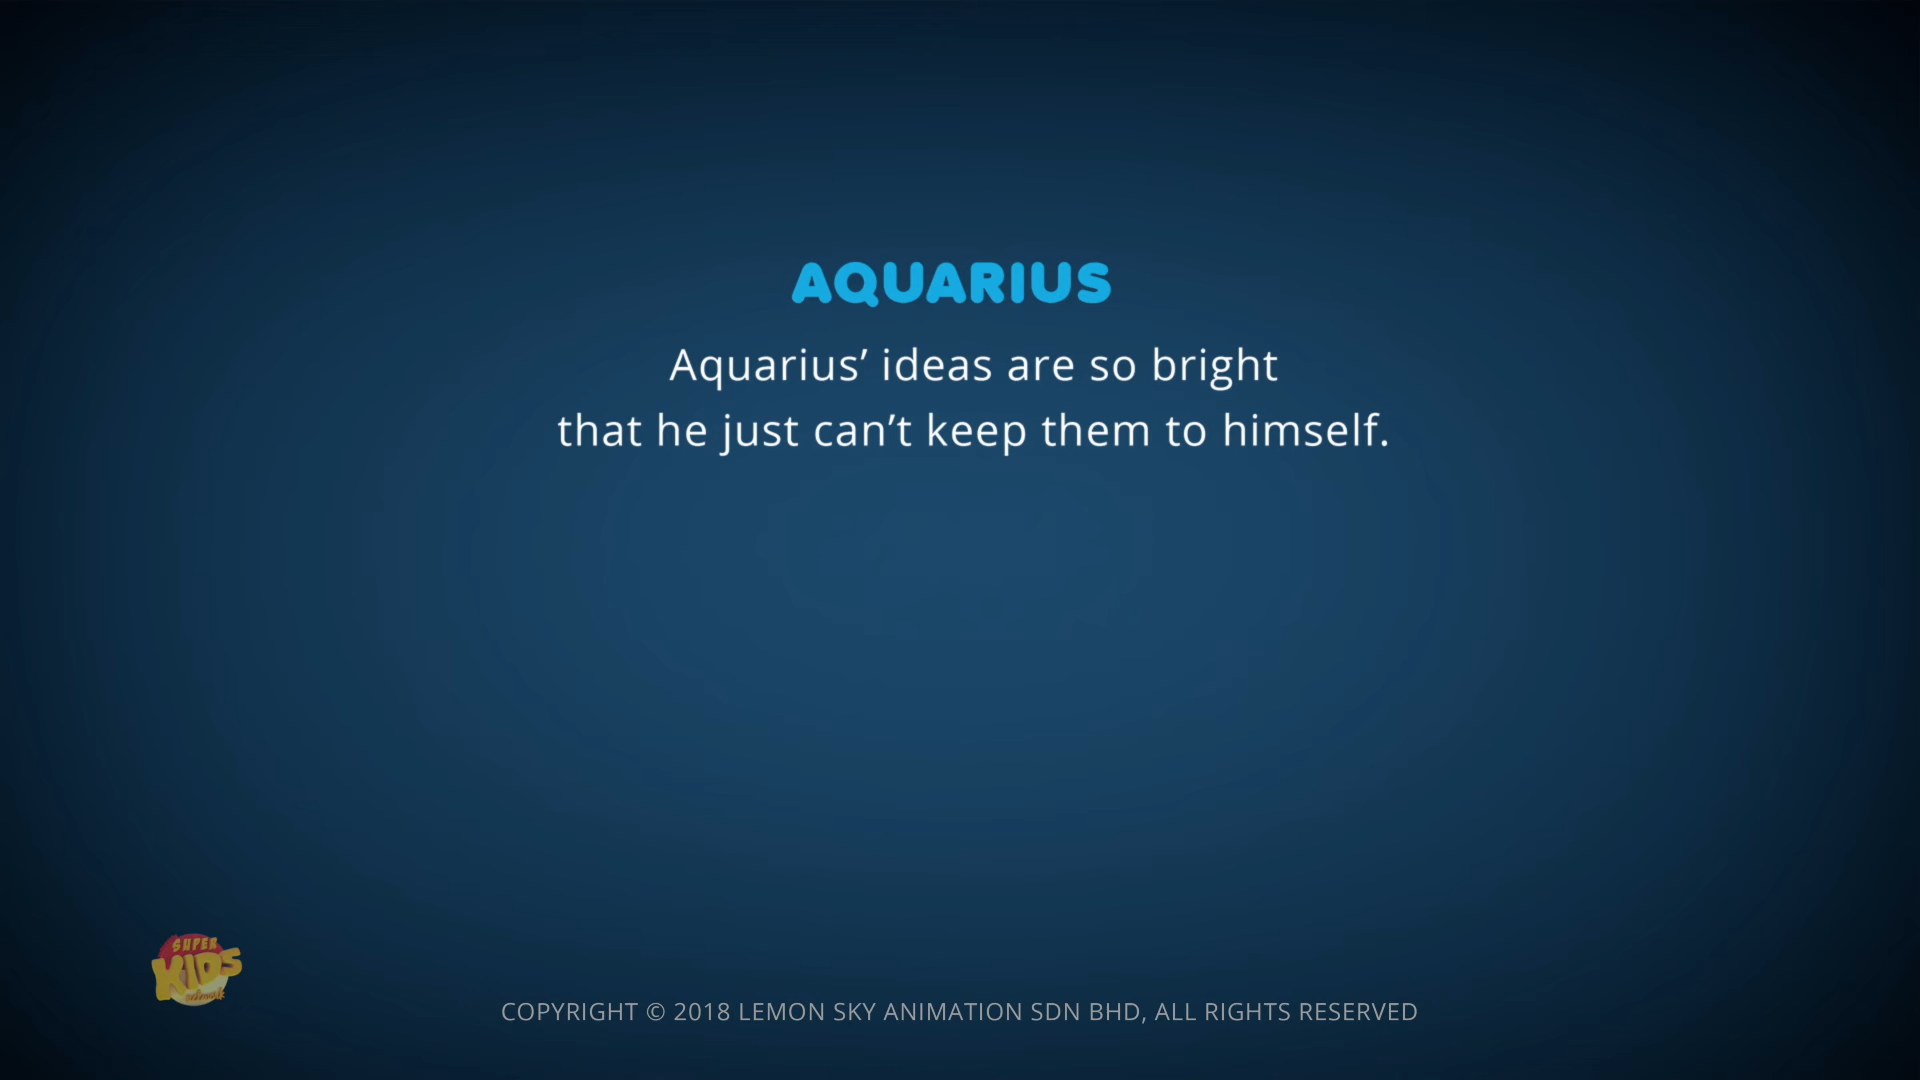 AQUARIUS
Aquarius’ ideas are so bright
that he just can’t keep them to himself.
SUPER
KIDS
network
COPYRIGHT © 2018 LEMON SKY ANIMATION SDN BHD, ALL RIGHTS RESERVED